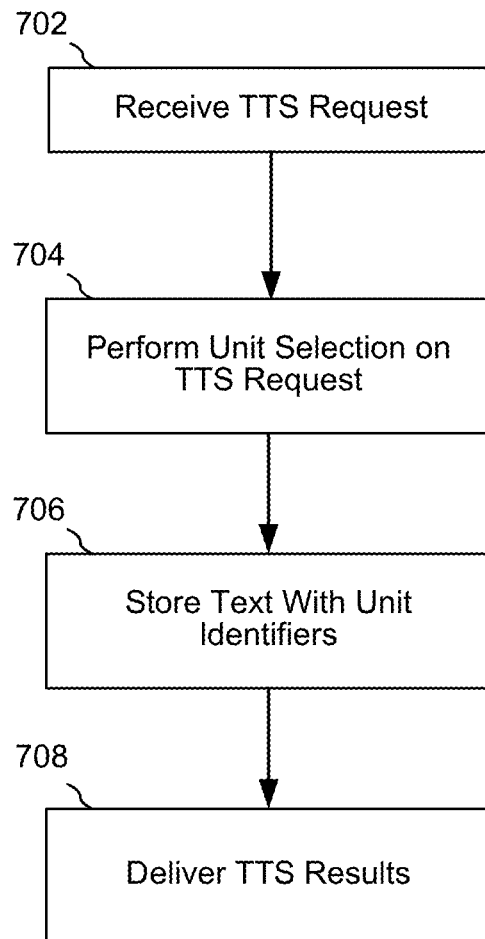 702
Receive TTS Request
704
Perform Unit Selection on
TTS Request
706
Store Text With Unit
Identifiers
708
Deliver TTS Results